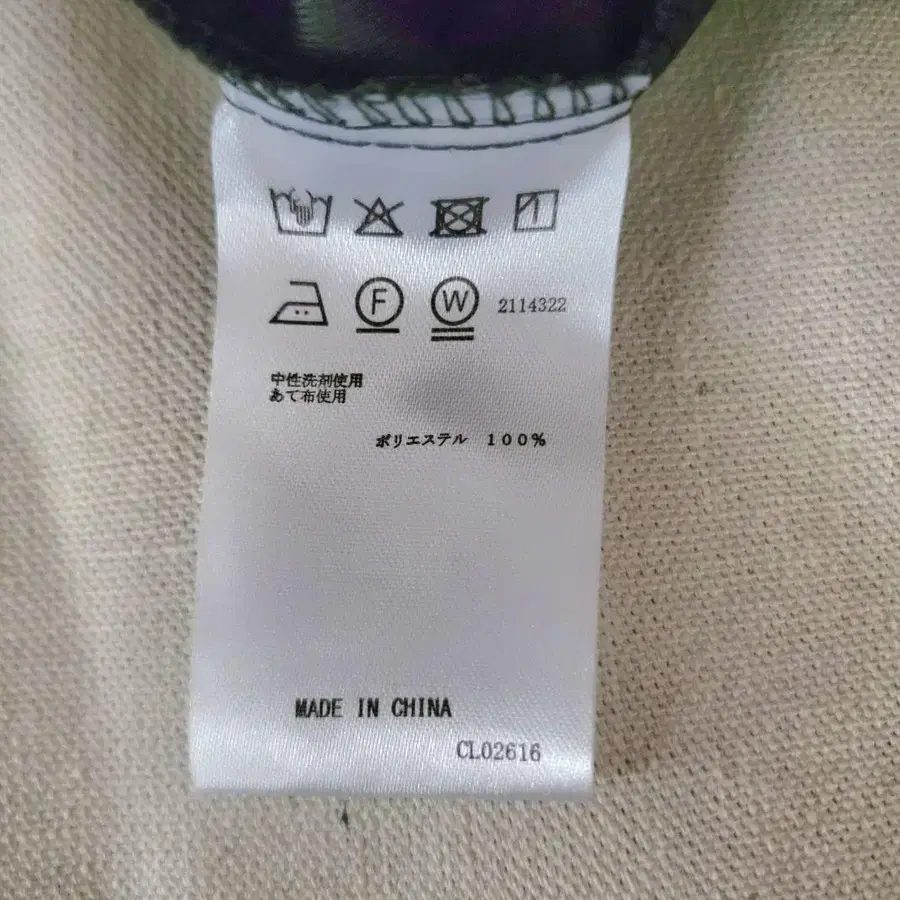 F W 2114322
中性洗剤使用
あて布使用
ポリエステル 100%
MADE IN CHINA
CL02616